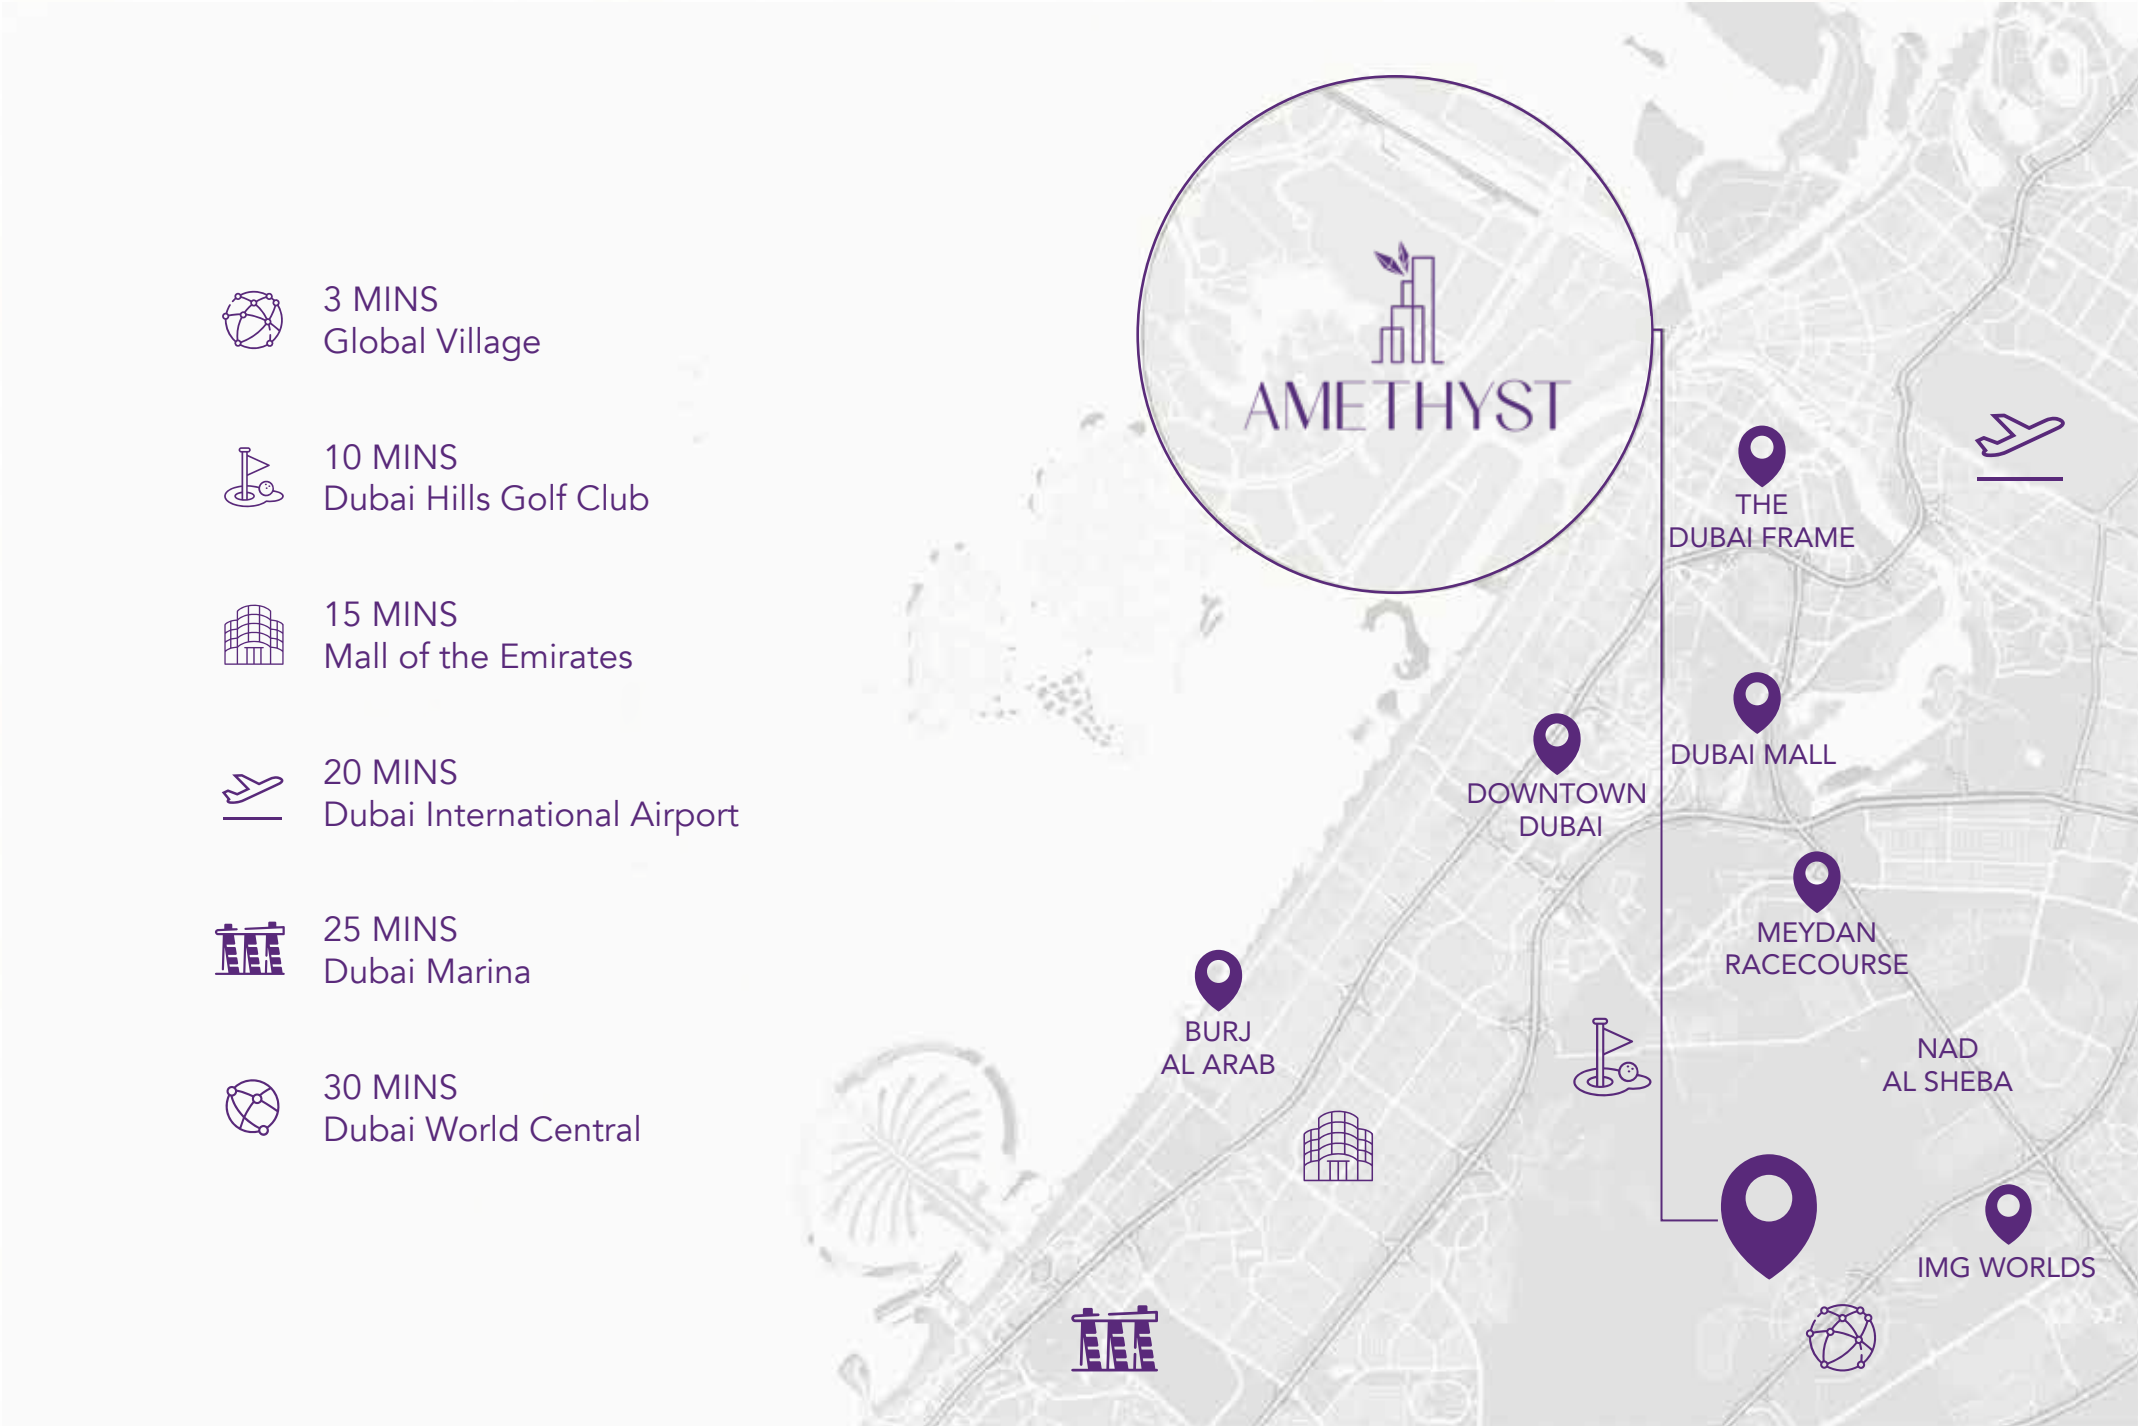 3 MINS
Global Village
10 MINS
Dubai Hills Golf Club
15 MINS
Mall of the Emirates
20 MINS
Dubai International Airport
25 MINS
Dubai Marina
30 MINS
Dubai World Central
AMETHYST
THE
DUBAI FRAME
DUBAI MALL
DOWNTOWN
DUBAI
MEYDAN
RACECOURSE
BURJ
AL ARAB
NAD
AL SHEBA
IMG WORLDS